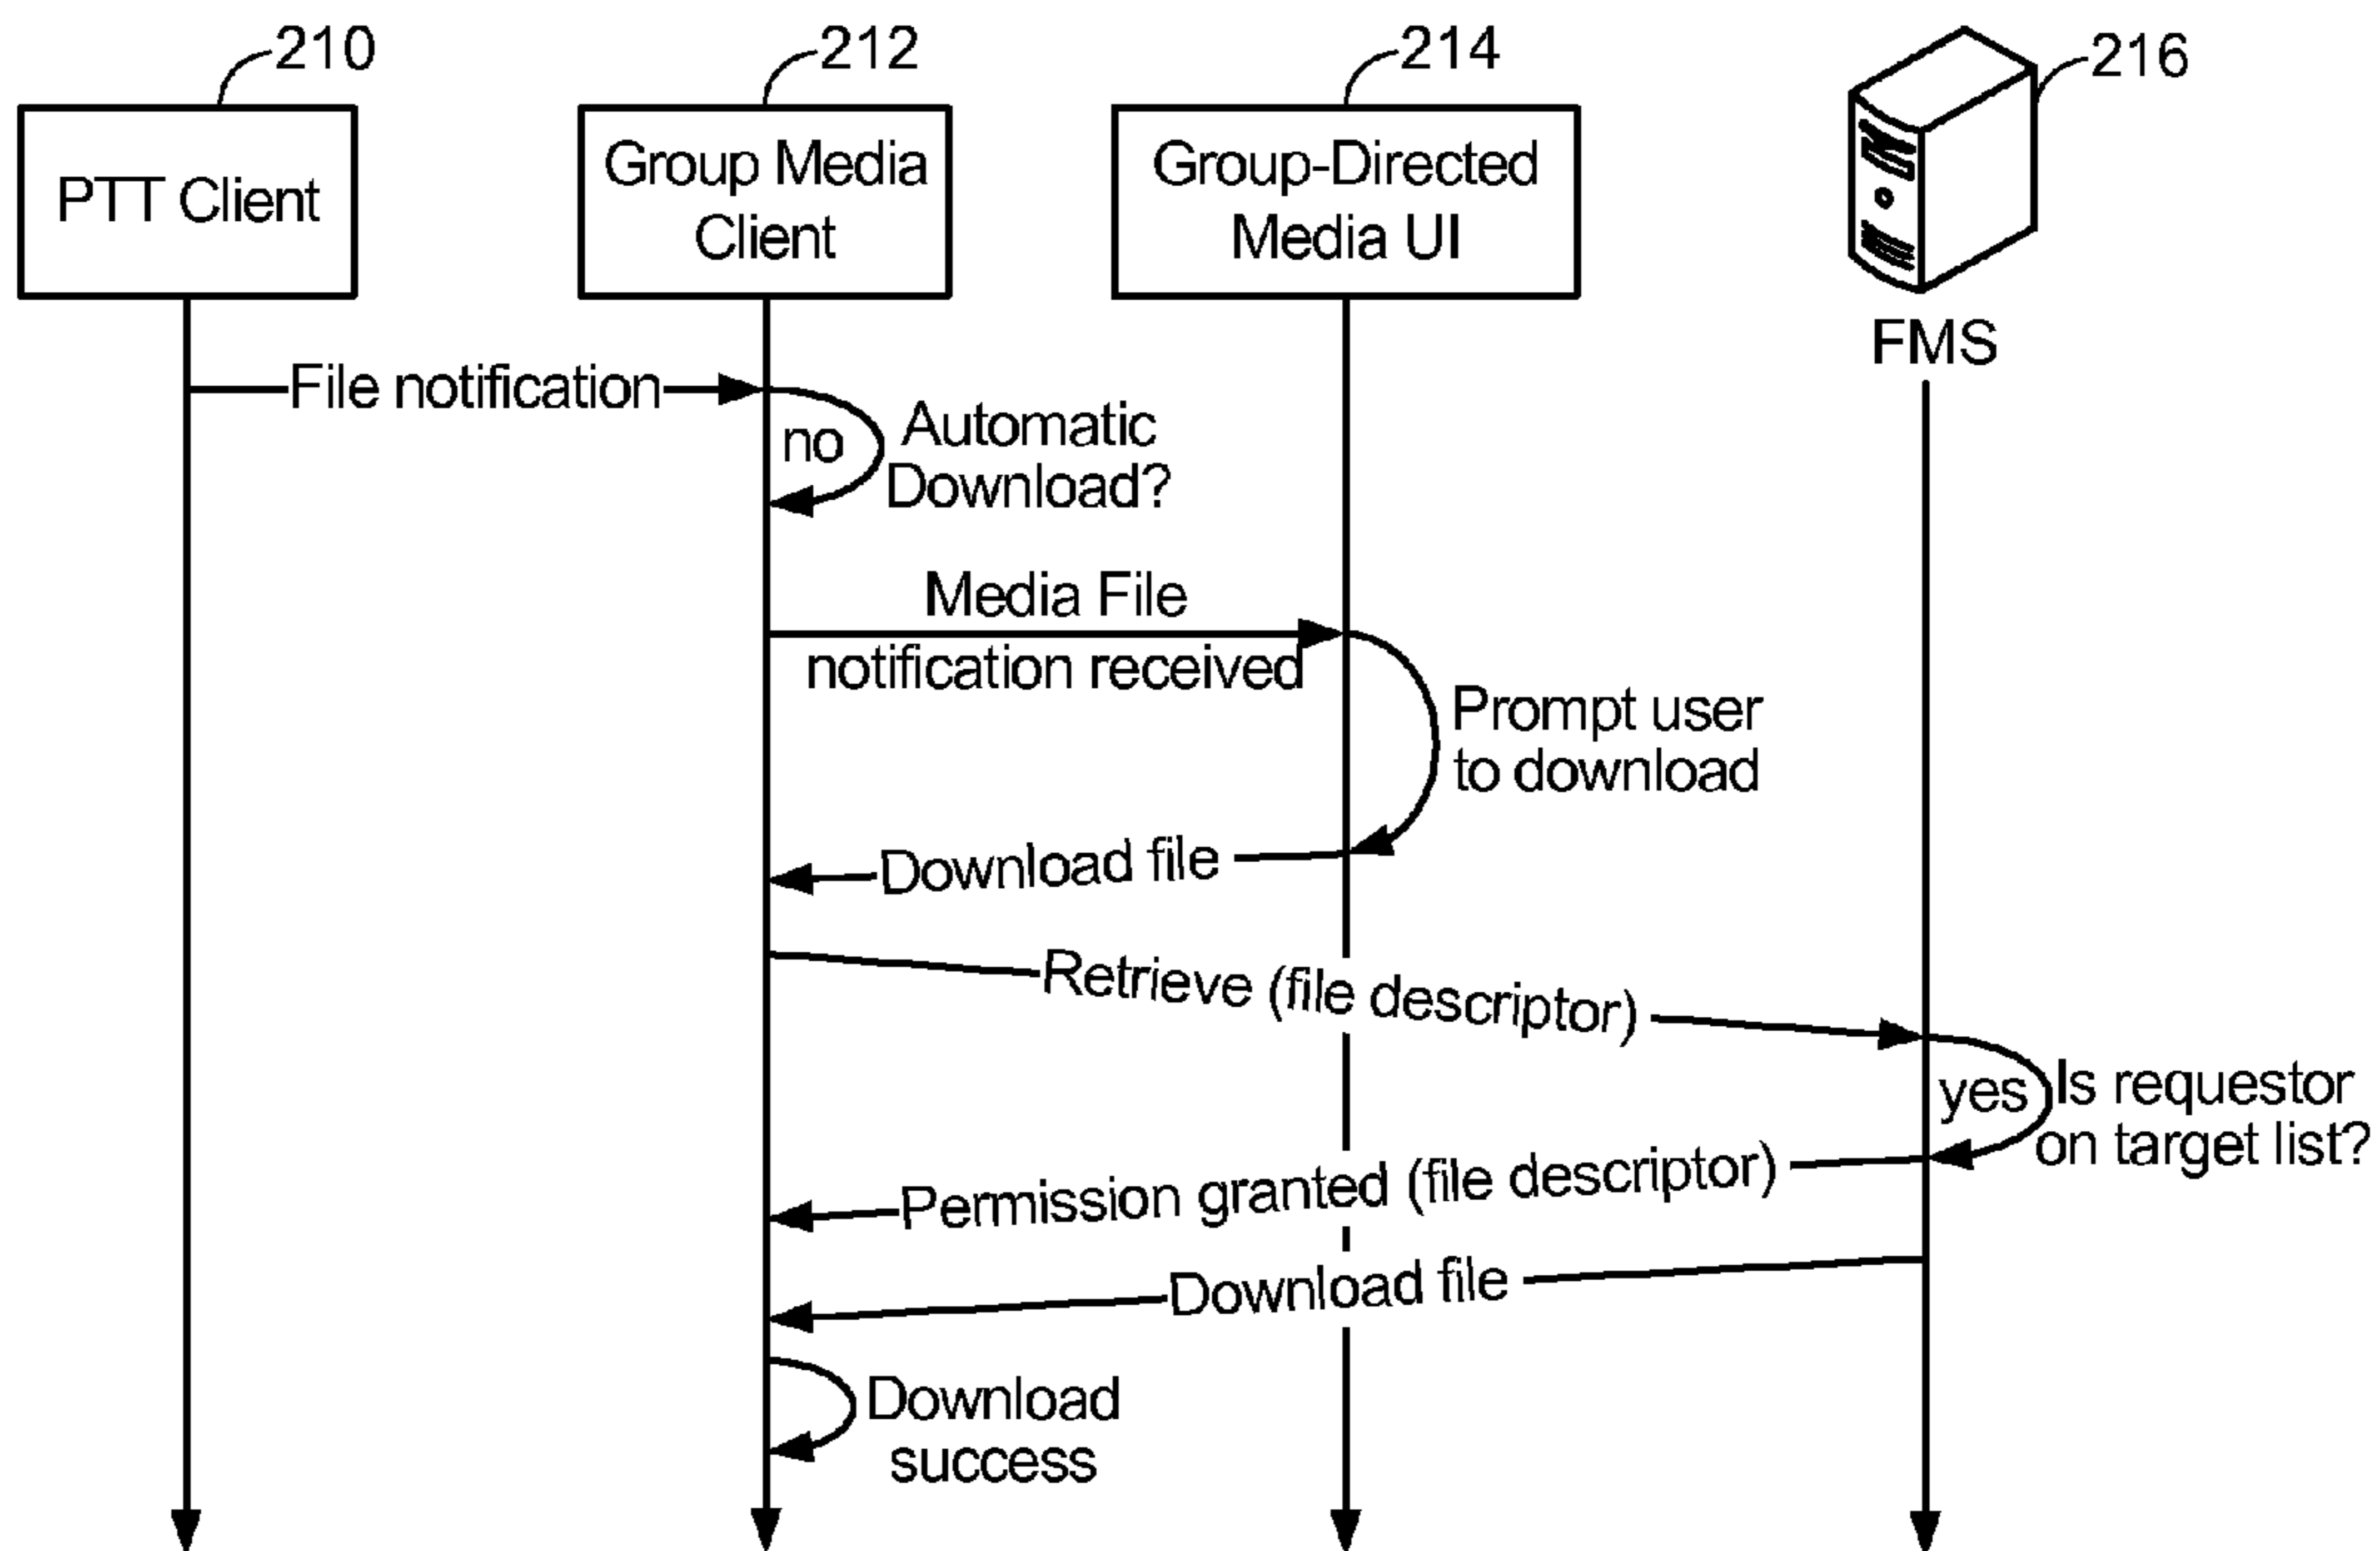 210
212
214
216
PTT Client
Group Media
Client
Group-Directed
Media UI
FMS
File notification
no
Automatic
Download?
Media File
notification received
Prompt user
to download
Download file
Retrieve (file descriptor)
yes
Is requestor
on target list?
Permission granted (file descriptor)
Download file
Download
success